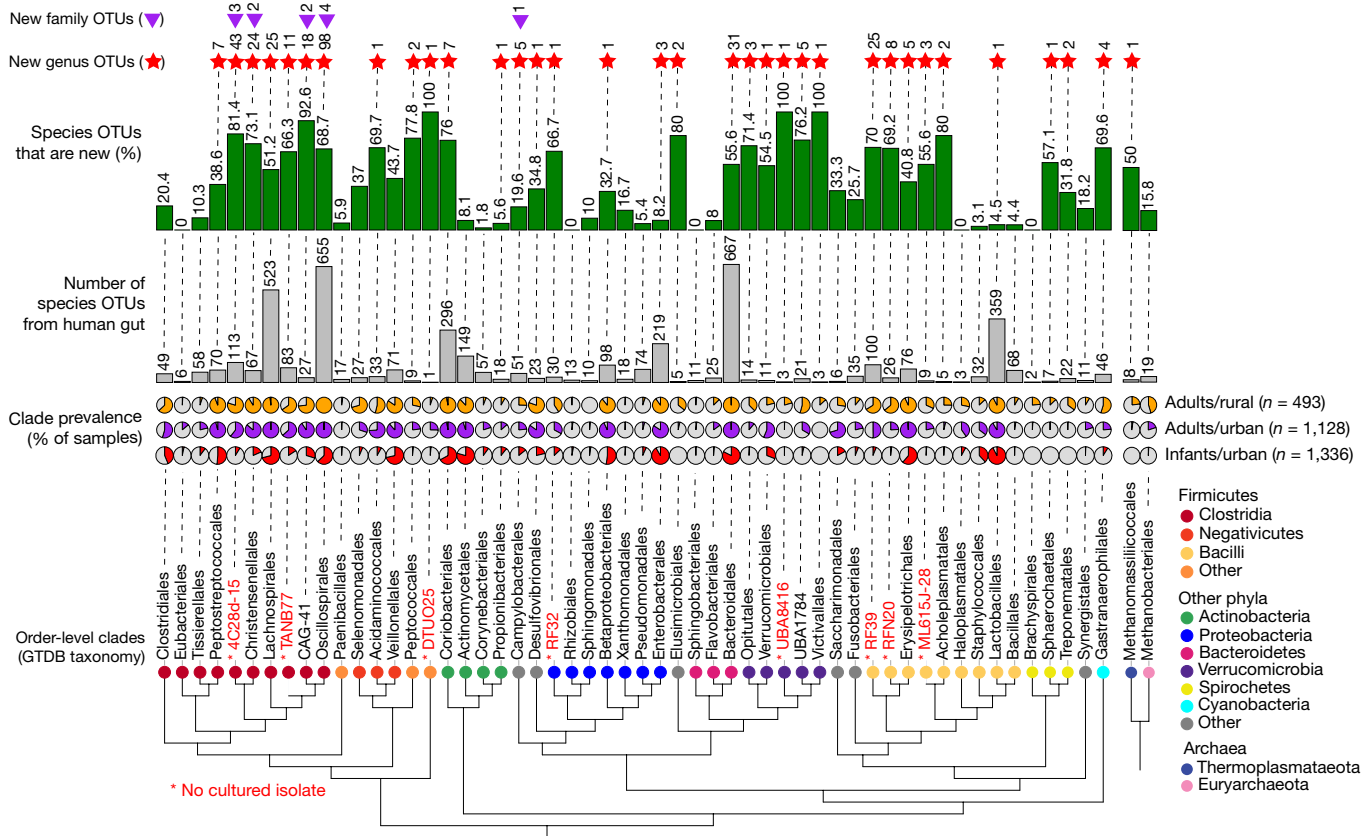 New family OTUs (▼)
3 2 2 4 1
New genus OTUs (★)
7 43 24 25 11 18 98 1 2 1 7 1 5 1 1 1 3 2 31 3 1 1 5 1 25 8 5 3 2 1 1 2 4 1
Species OTUs
that are new (%)
20.4 0 10.3 38.6 81.4 73.1 51.2 66.3 92.6 68.7 5.9 37 69.7 43.7 77.8 100 76 8.1 1.8 5.6 19.6 34.8 66.7 0 10 32.7 16.7 5.4 8.2 80 0 8 55.6 71.4 54.5 100 76.2 100 33.3 25.7 70 69.2 40.8 55.6 80 0 13.1 4.5 4.4 0 57.1 31.8 18.2 69.6 50 15.8
Number of
species OTUs
from human gut
49 6 58 70 113 67 523 83 27 655 17 27 33 71 9 1 296 149 57 18 51 23 30 13 10 98 18 74 219 5 11 25 667 14 11 3 21 3 6 35 100 26 76 9 5 3 32 359 68 2 7 22 11 46 8 19
Clade prevalence
(% of samples)
Adults/rural (n = 493)
Adults/urban (n = 1,128)
Infants/urban (n = 1,336)
Order-level clades
(GTDB taxonomy)
Clostridiales
Eubacteriales
Tissierellales
Peptostreptococcales
* 4C28d-15
Christensenellales
Lachnospirales
* TANB77
CAG-41
Oscillospirales
Paenibacillales
Selenomonadales
Acidaminococcales
Veillonellales
Peptococcales
* DTU025
Coriobacteriales
Actinomycetales
Corynebacteriales
Propionibacteriales
Campylobacterales
Desulfovibrionales
RF32
Rhizobiales
Sphingomonadales
Betaproteobacteriales
Xanthomonadales
Pseudomonadales
Enterobacterales
Elusimicrobiales
Sphingobacteriales
Flavobacteriales
Bacteroidales
Opitutales
Verrucomicrobiales
* UBA8416
UBA1784
Victivallales
Saccharimonadales
Fusobacteriales
* RF39
* RFN20
Erysipelotrichales
* ML615J-28
Acholeplasmatales
Haloplasmatales
Staphylococcales
Lactobacillales
Bacillales
Brachyspirales
Sphaerochaetales
Treponematales
Synergistales
Gastranaerophilales
Methanomassiliicoccales
Methanobacteriales
* No cultured isolate
Firmicutes
Clostridia
Negativicutes
Bacilli
Other
Other phyla
Actinobacteria
Proteobacteria
Bacteroidetes
Verrucomicrobia
Spirochetes
Cyanobacteria
Other
Archaea
Thermoplasmataeota
Euryarchaeota